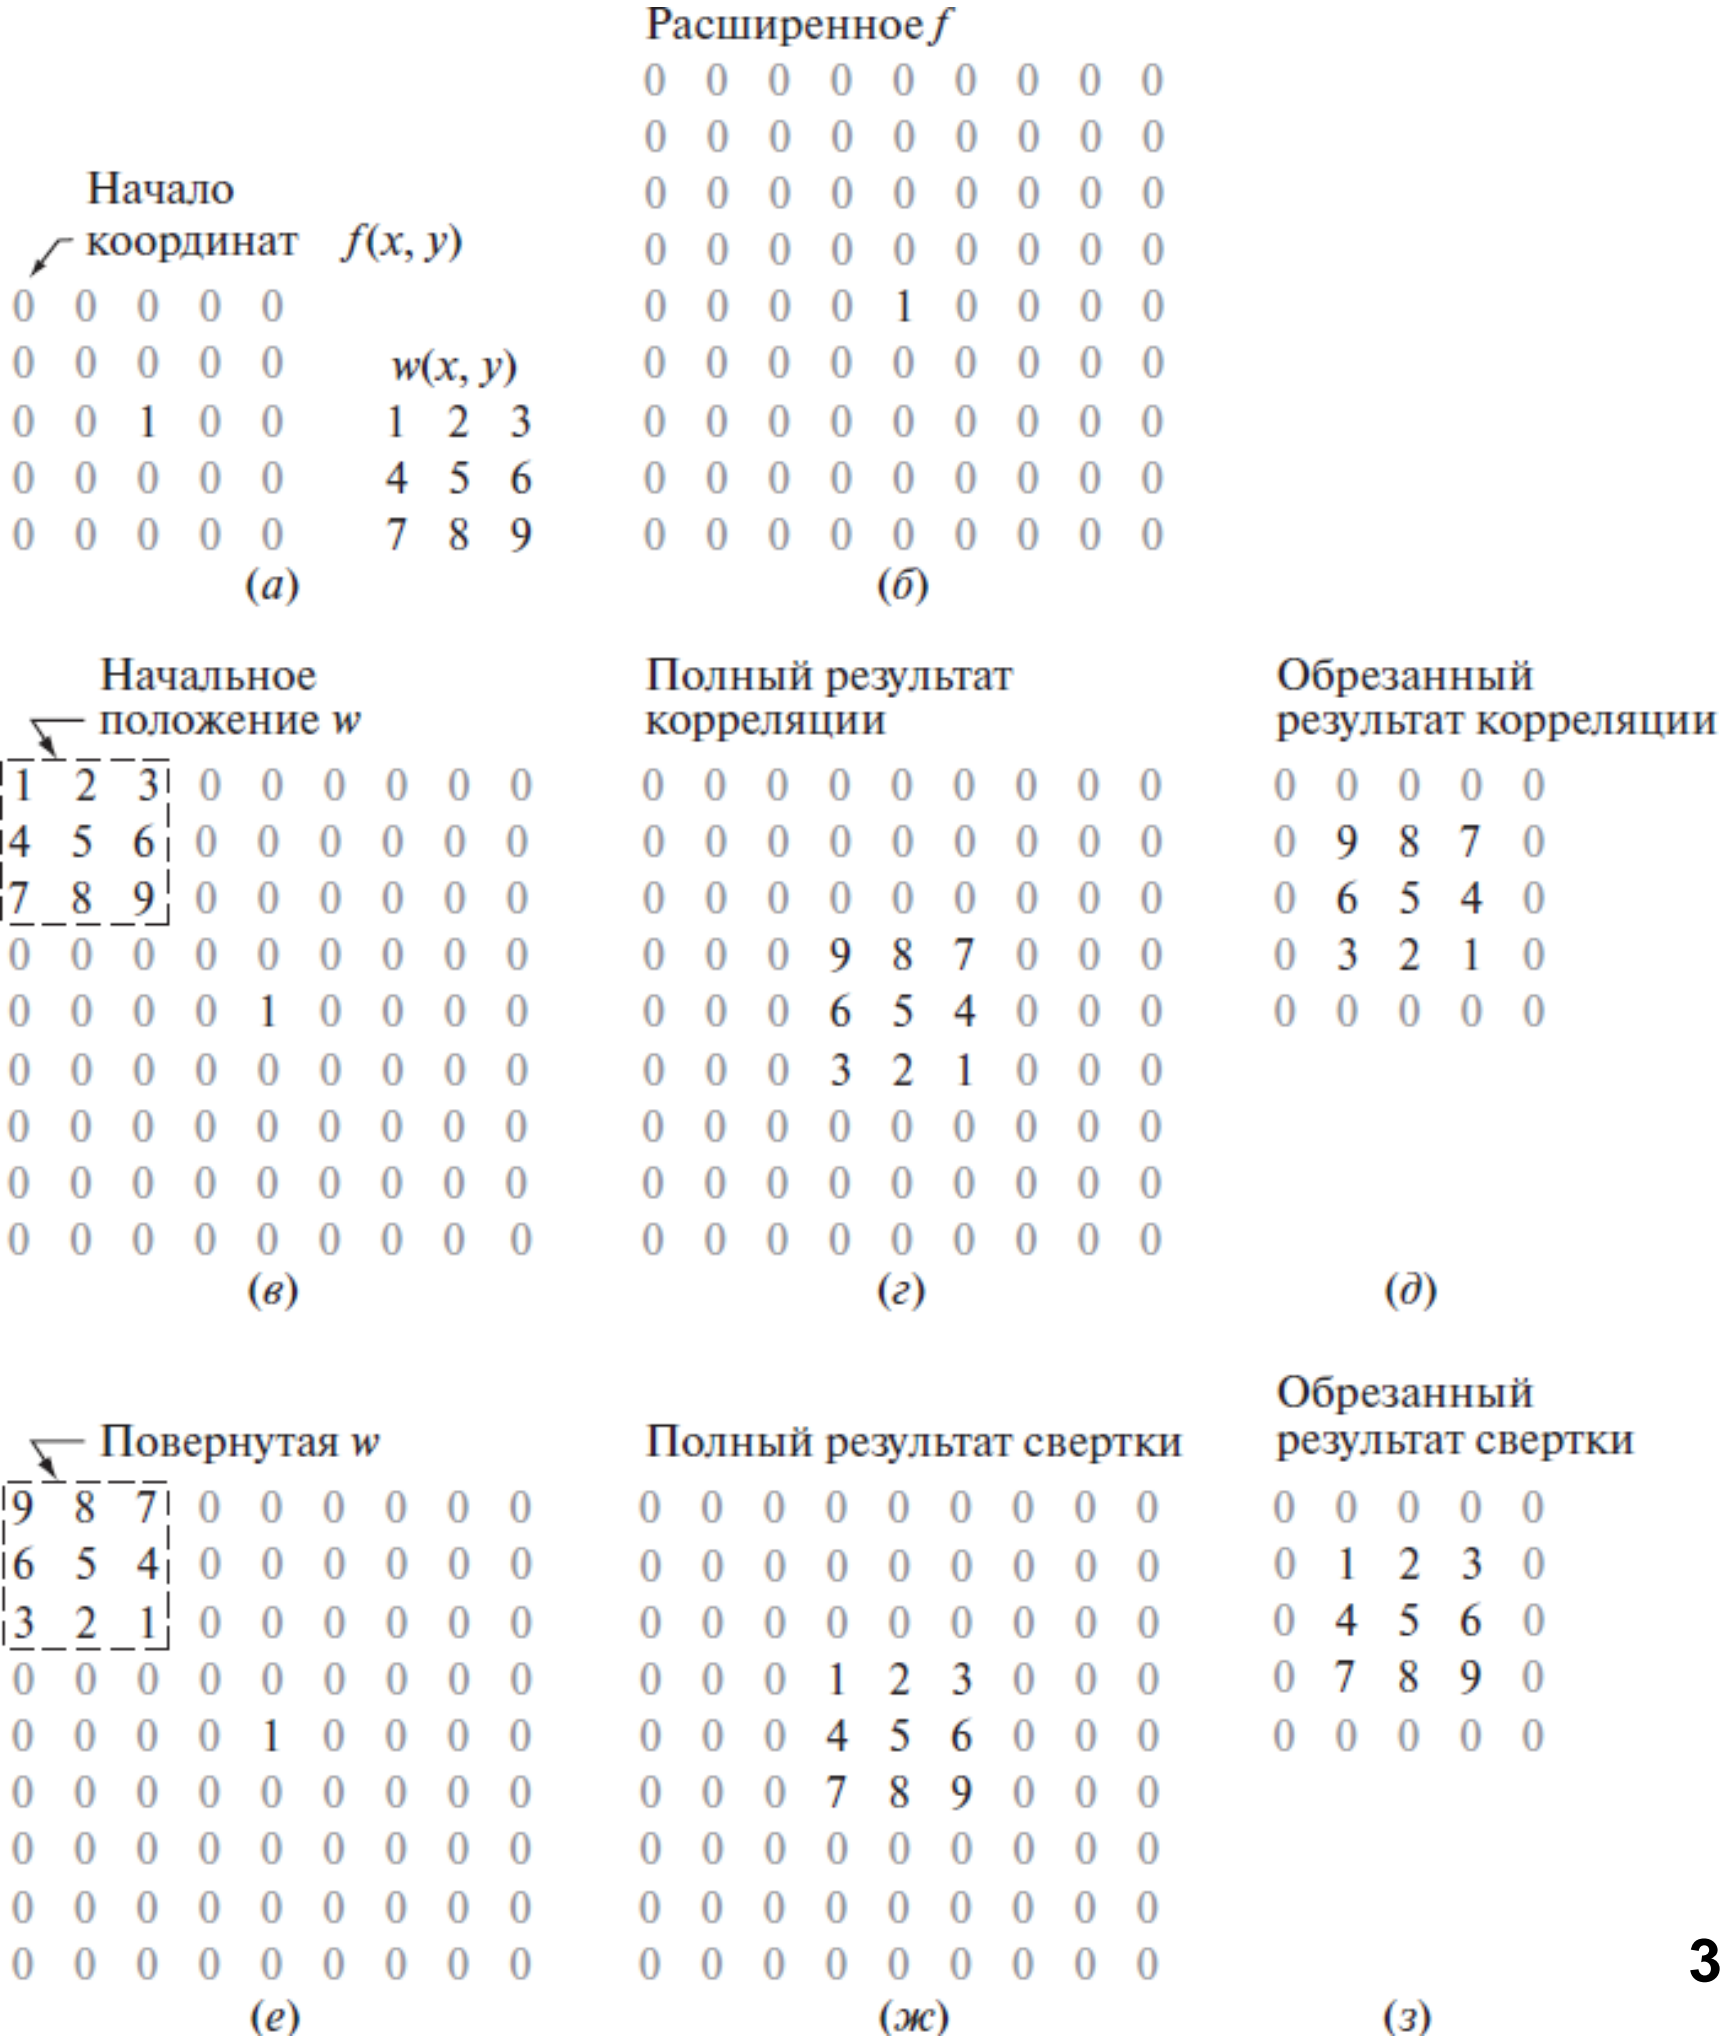 Расширенное f
0 0 0 0 0 0 0 0 0
0 0 0 0 0 0 0 0 0
0 0 0 0 0 0 0 0 0
0 0 0 0 0 0 0 0 0
0 0 0 0 1 0 0 0 0
0 0 0 0 0 0 0 0 0
0 0 0 0 0 0 0 0 0
0 0 0 0 0 0 0 0 0
0 0 0 0 0 0 0 0 0
(б)
Начало
координат f(x, y)
0 0 0 0 0
0 0 0 0 0
0 0 1 0 0
0 0 0 0 0
0 0 0 0 0
w(x, y)
1 2 3
4 5 6
7 8 9
(а)
Начальное
положение w
1 2 3 0 0 0 0 0 0
4 5 6 0 0 0 0 0 0
7 8 9 0 0 0 0 0 0
0 0 0 0 0 0 0 0 0
0 0 0 0 1 0 0 0 0
0 0 0 0 0 0 0 0 0
0 0 0 0 0 0 0 0 0
0 0 0 0 0 0 0 0 0
0 0 0 0 0 0 0 0 0
(в)
Полный результат
корреляции
0 0 0 0 0 0 0 0 0
0 0 0 0 0 0 0 0 0
0 0 0 0 0 0 0 0 0
0 0 0 9 8 7 0 0 0
0 0 0 6 5 4 0 0 0
0 0 0 3 2 1 0 0 0
0 0 0 0 0 0 0 0 0
0 0 0 0 0 0 0 0 0
0 0 0 0 0 0 0 0 0
(г)
Обрезанный
результат корреляции
0 0 0 0 0
0 9 8 7 0
0 6 5 4 0
0 3 2 1 0
0 0 0 0 0
(д)
Повернутая w
9 8 7 0 0 0 0 0 0
6 5 4 0 0 0 0 0 0
3 2 1 0 0 0 0 0 0
0 0 0 0 0 0 0 0 0
0 0 0 0 1 0 0 0 0
0 0 0 0 0 0 0 0 0
0 0 0 0 0 0 0 0 0
0 0 0 0 0 0 0 0 0
0 0 0 0 0 0 0 0 0
(е)
Полный результат свертки
0 0 0 0 0 0 0 0 0
0 0 0 0 0 0 0 0 0
0 0 0 0 0 0 0 0 0
0 0 0 1 2 3 0 0 0
0 0 0 4 5 6 0 0 0
0 0 0 7 8 9 0 0 0
0 0 0 0 0 0 0 0 0
0 0 0 0 0 0 0 0 0
0 0 0 0 0 0 0 0 0
(ж)
Обрезанный
результат свертки
0 0 0 0 0
0 1 2 3 0
0 4 5 6 0
0 7 8 9 0
0 0 0 0 0
(з)
3